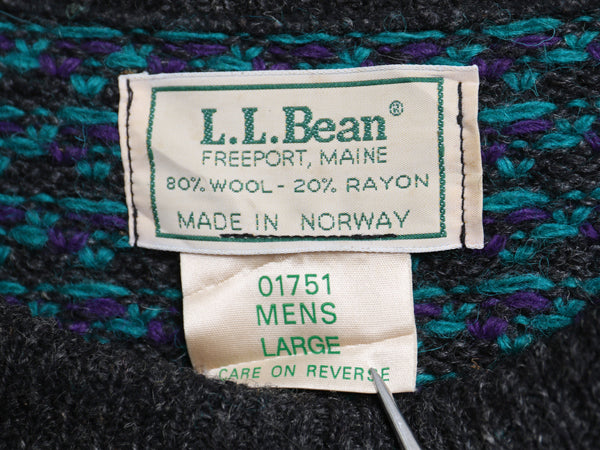 L.L.Bean®
FREEPORT, MAINE
80% WOOL - 20% RAYON
MADE IN NORWAY
01751
MENS
LARGE
CARE ON REVERSE